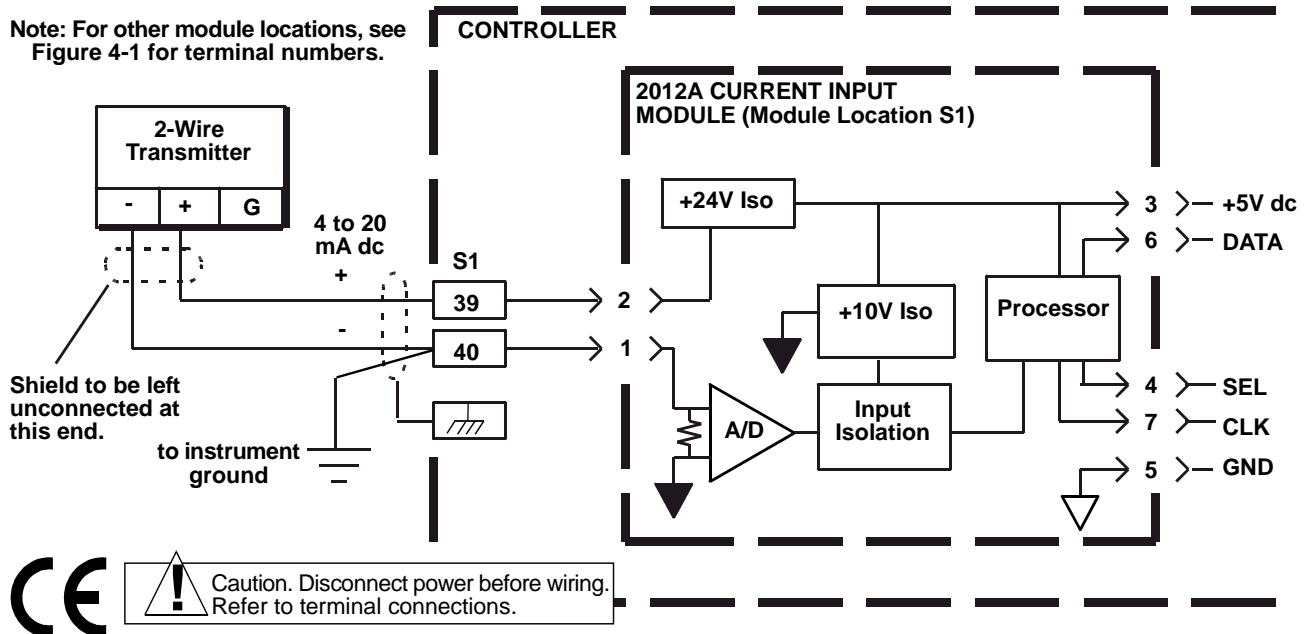 Note: For other module locations, see
Figure 4-1 for terminal numbers.
CONTROLLER
2012A CURRENT INPUT
MODULE (Module Location S1)
2-Wire
Transmitter
- + G
4 to 20
mA dc
+
-
S1
39
40
2
1
+24V Iso
+10V Iso
Processor
A/D
Input
Isolation
3 +5V dc
6 DATA
4 SEL
7 CLK
5 GND
Shield to be left
unconnected at
this end.
to instrument
ground
CE
! Caution. Disconnect power before wiring.
Refer to terminal connections.